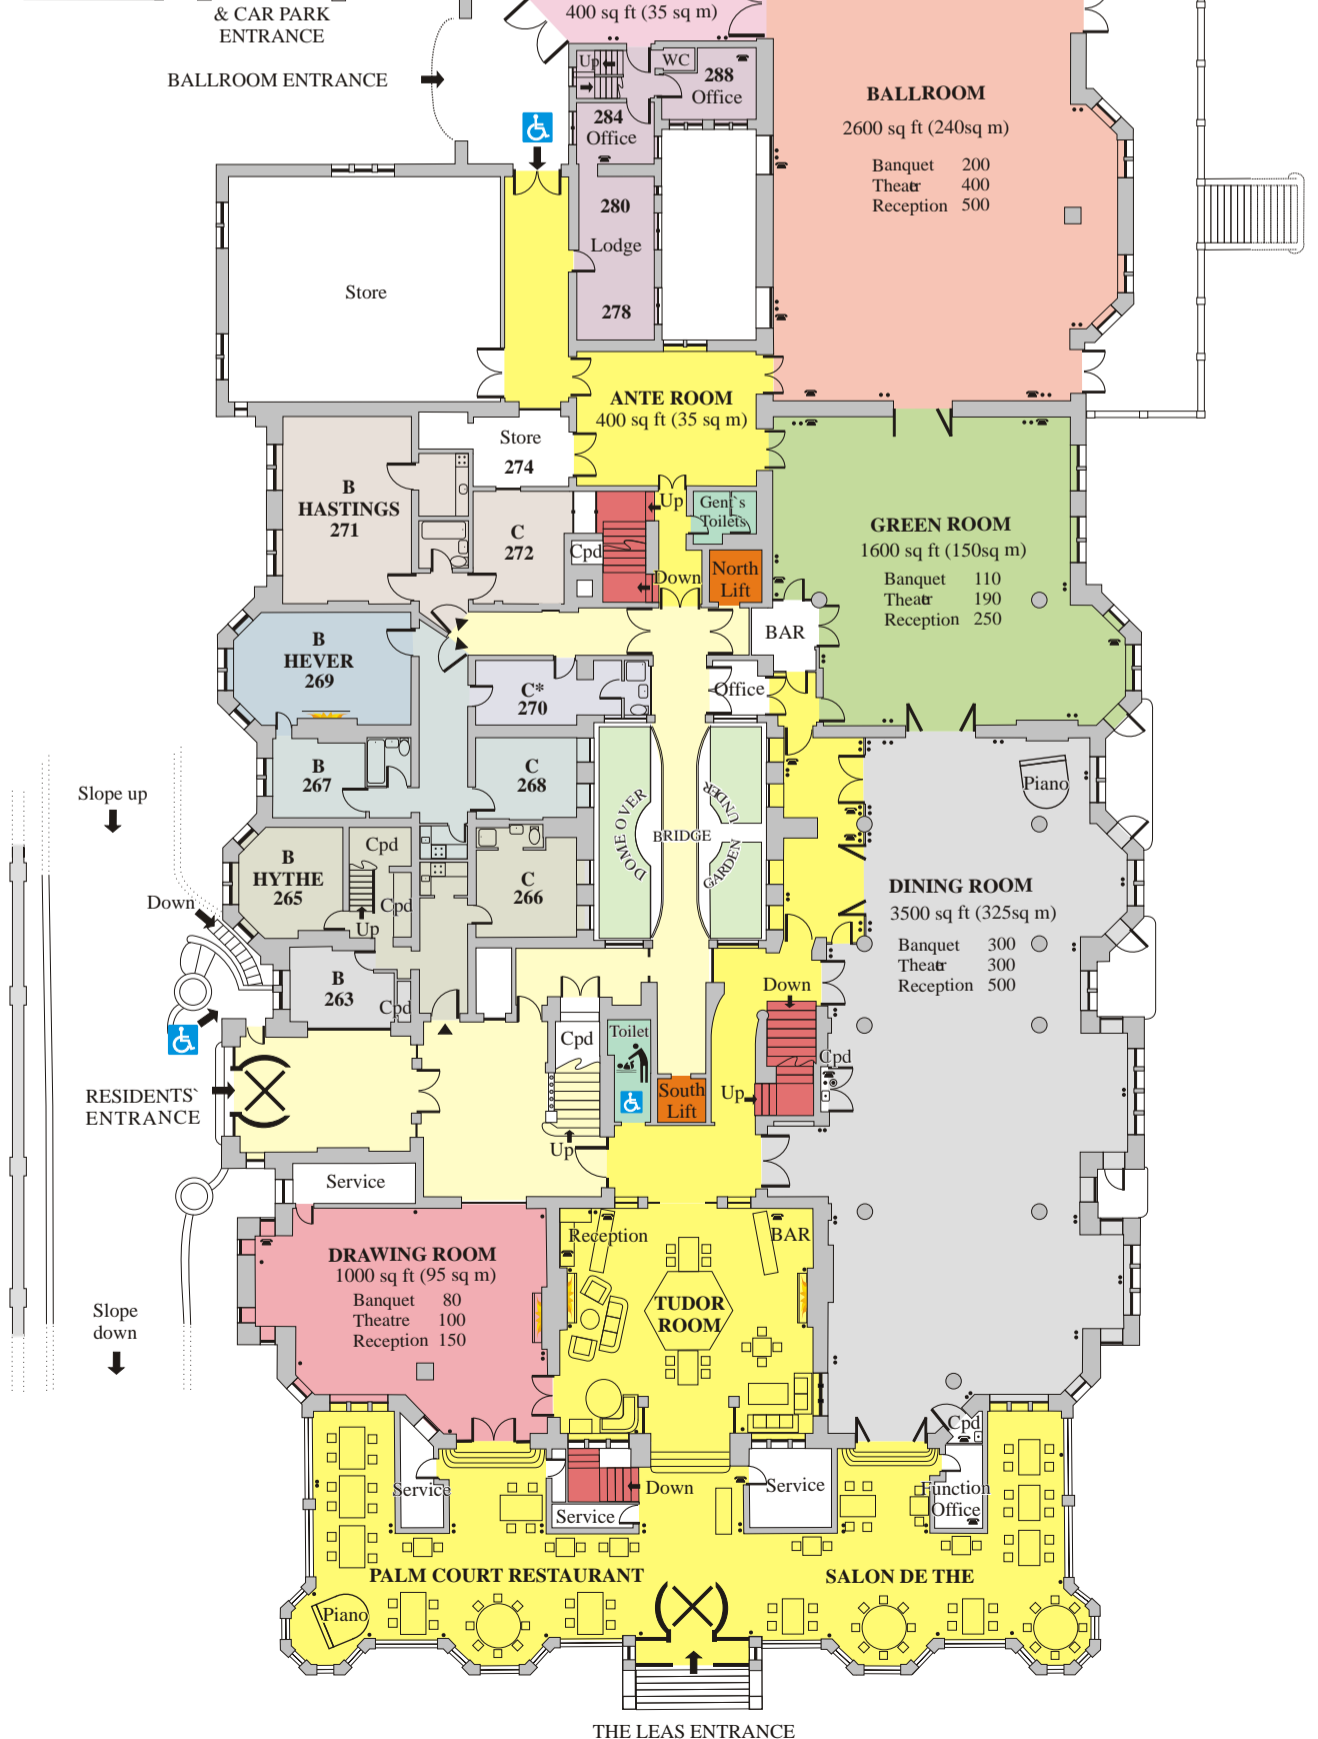 & CAR PARK
ENTRANCE
400 sq ft (35 sq m)
BALLROOM ENTRANCE
Up
WC
288
Office
284
Office
280
Lodge
278
BALLROOM
2600 sq ft (240sq m)
Banquet 200
Theatr 400
Reception 500
Store
ANTE ROOM
400 sq ft (35 sq m)
Store
274
B
HASTINGS
271
C
272
Cpd
Up
Down
Gent`s
Toilets
North
Lift
GREEN ROOM
1600 sq ft (150sq m)
Banquet 110
Theatr 190
Reception 250
BAR
B
HEVER
269
C*
270
Office
B
267
C
268
Slope up
DOME OVER
BRIDGE
UNDER
GARDEN
Piano
B
HYTHE
265
Cpd
Cpd
Up
C
266
DINING ROOM
3500 sq ft (325sq m)
Banquet 300
Theatr 300
Reception 500
Down
B
263
Cpd
Down
Cpd
Toilet
Cpd
South
Lift
Up
Up
RESIDENTS`
ENTRANCE
Service
DRAWING ROOM
1000 sq ft (95 sq m)
Banquet 80
Theatre 100
Reception 150
Reception
BAR
TUDOR
ROOM
Slope
down
Service
Down
Service
Service
Cpd
Function
Office
PALM COURT RESTAURANT
SALON DE THE
Piano
THE LEAS ENTRANCE